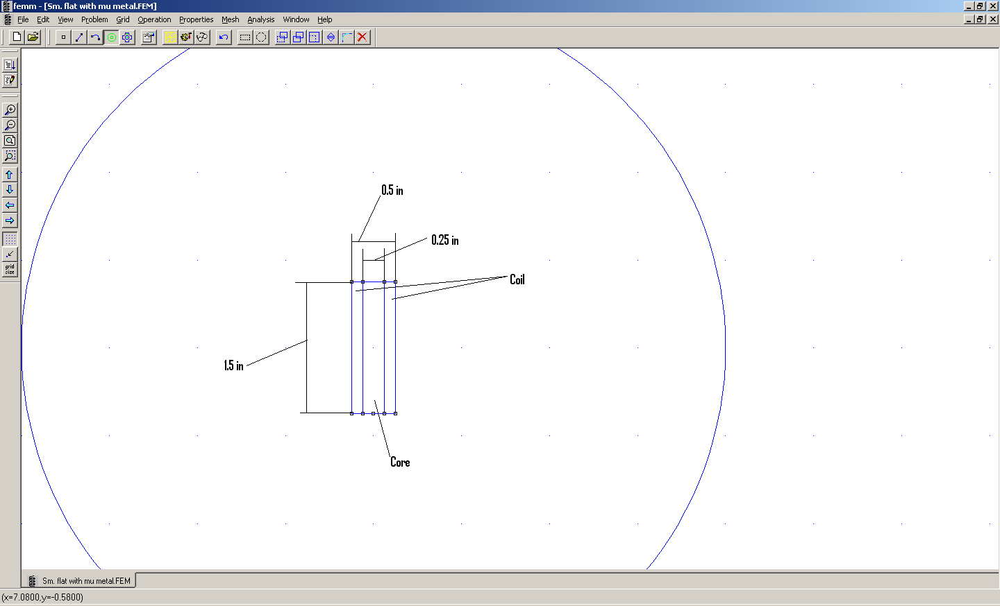 femm - [Sm. flat with mu metal.FEM]
File Edit View Problem Grid Operation Properties Mesh Analysis Window Help
grid
size
0.5 in
0.25 in
Coil
1.5 in
Core
Sm. flat with mu metal.FEM
(x=7.0800,y=-0.5800)